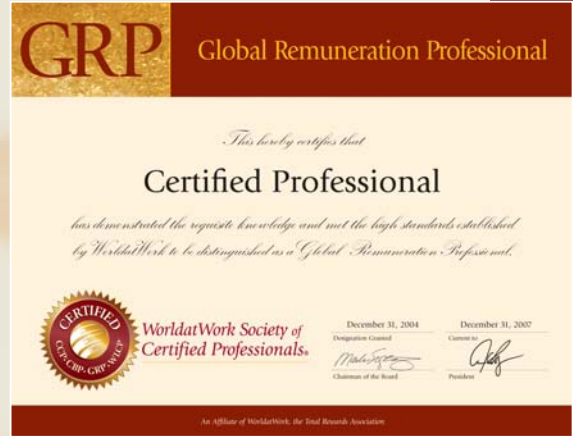 GRP
Global Remuneration Professional
This hereby certifies that
Certified Professional
has demonstrated the requisite knowledge and met the high standards established
by WorldatWork to be distinguished as a Global Remuneration Professional.
CERTIFIED
CCP · CBP · GRP · WLCP
WorldatWork Society of
Certified Professionals®
December 31, 2004
December 31, 2007
Designation Granted
Current to
Chairman of the Board
President
An Affiliate of WorldatWork, the Total Rewards Association